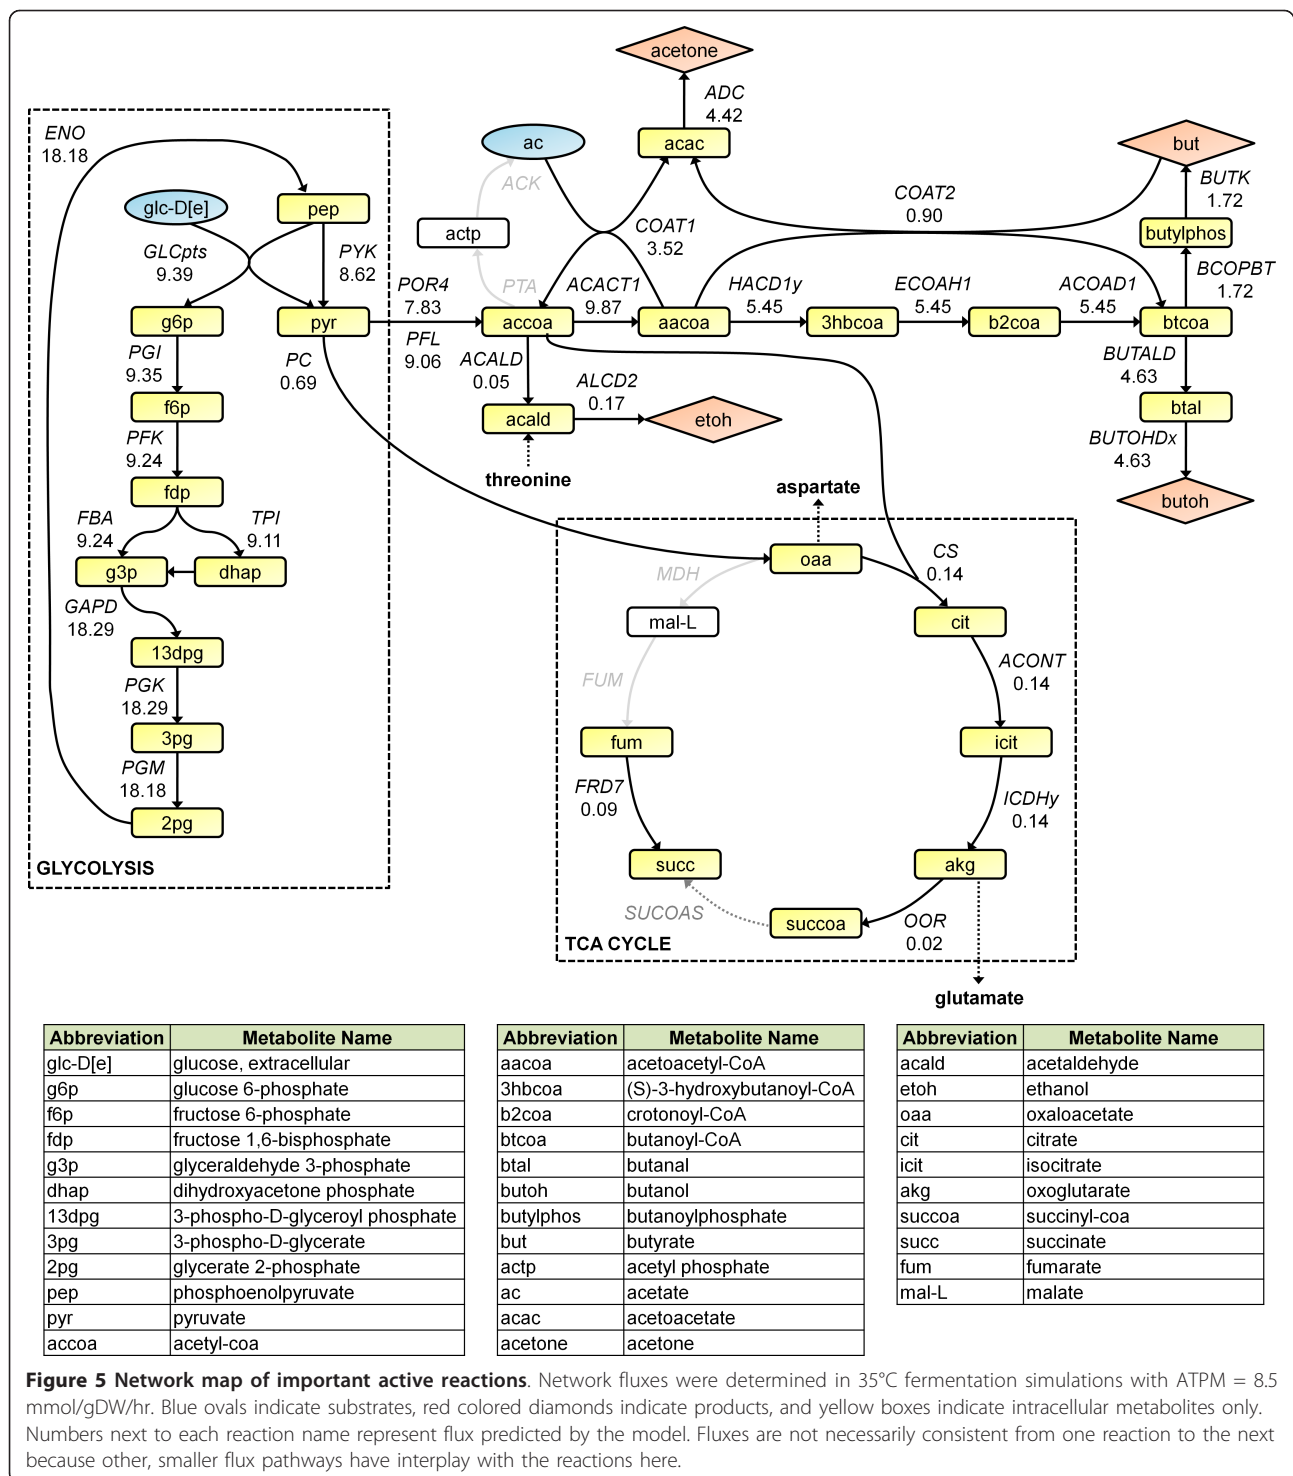 acetone
ADC
4.42
ENO
18.18
ac
acac
but
ACK
BUTK
1.72
COAT2
0.90
glc-D[e]
pep
actp
COAT1
3.52
butylphos
GLCpts
9.39
PYK
8.62
PTA
BCOPBT
1.72
POR4
7.83
ACACT1
9.87
HACD1y
5.45
ECOAH1
5.45
ACOAD1
5.45
g6p
pyr
accoa
aacoa
3hbcoa
b2coa
btcoa
PGI
9.35
PC
0.69
PFL
9.06
ACALD
0.05
ALCD2
0.17
BUTALD
4.63
f6p
acald
etoh
btal
PFK
9.24
BUTOHDx
4.63
threonine
aspartate
fdp
butoh
FBA
9.24
TPI
9.11
g3p
dhap
oaa
CS
0.14
MDH
GAPD
18.29
mal-L
cit
13dpg
ACONT
0.14
PGK
18.29
FUM
3pg
fum
icit
PGM
18.18
FRD7
0.09
ICDHy
0.14
2pg
GLYCOLYSIS
succ
akg
SUCOAS
succoa
OOR
0.02
TCA CYCLE
glutamate
Abbreviation Metabolite Name
glc-D[e] glucose, extracellular
g6p glucose 6-phosphate
f6p fructose 6-phosphate
fdp fructose 1,6-bisphosphate
g3p glyceraldehyde 3-phosphate
dhap dihydroxyacetone phosphate
13dpg 3-phospho-D-glyceroyl phosphate
3pg 3-phospho-D-glycerate
2pg glycerate 2-phosphate
pep phosphoenolpyruvate
pyr pyruvate
accoa acetyl-coa
Abbreviation Metabolite Name
aacoa acetoacetyl-CoA
3hbcoa (S)-3-hydroxybutanoyl-CoA
b2coa crotonoyl-CoA
btcoa butanoyl-CoA
btal butanal
butoh butanol
butylphos butanoylphosphate
but butyrate
actp acetyl phosphate
ac acetate
acac acetoacetate
acetone acetone
Abbreviation Metabolite Name
acald acetaldehyde
etoh ethanol
oaa oxaloacetate
cit citrate
icit isocitrate
akg oxoglutarate
succoa succinyl-coa
succ succinate
fum fumarate
mal-L malate
Figure 5 Network map of important active reactions. Network fluxes were determined in 35°C fermentation simulations with ATPM = 8.5
mmol/gDW/hr. Blue ovals indicate substrates, red colored diamonds indicate products, and yellow boxes indicate intracellular metabolites only.
Numbers next to each reaction name represent flux predicted by the model. Fluxes are not necessarily consistent from one reaction to the next
because other, smaller flux pathways have interplay with the reactions here.